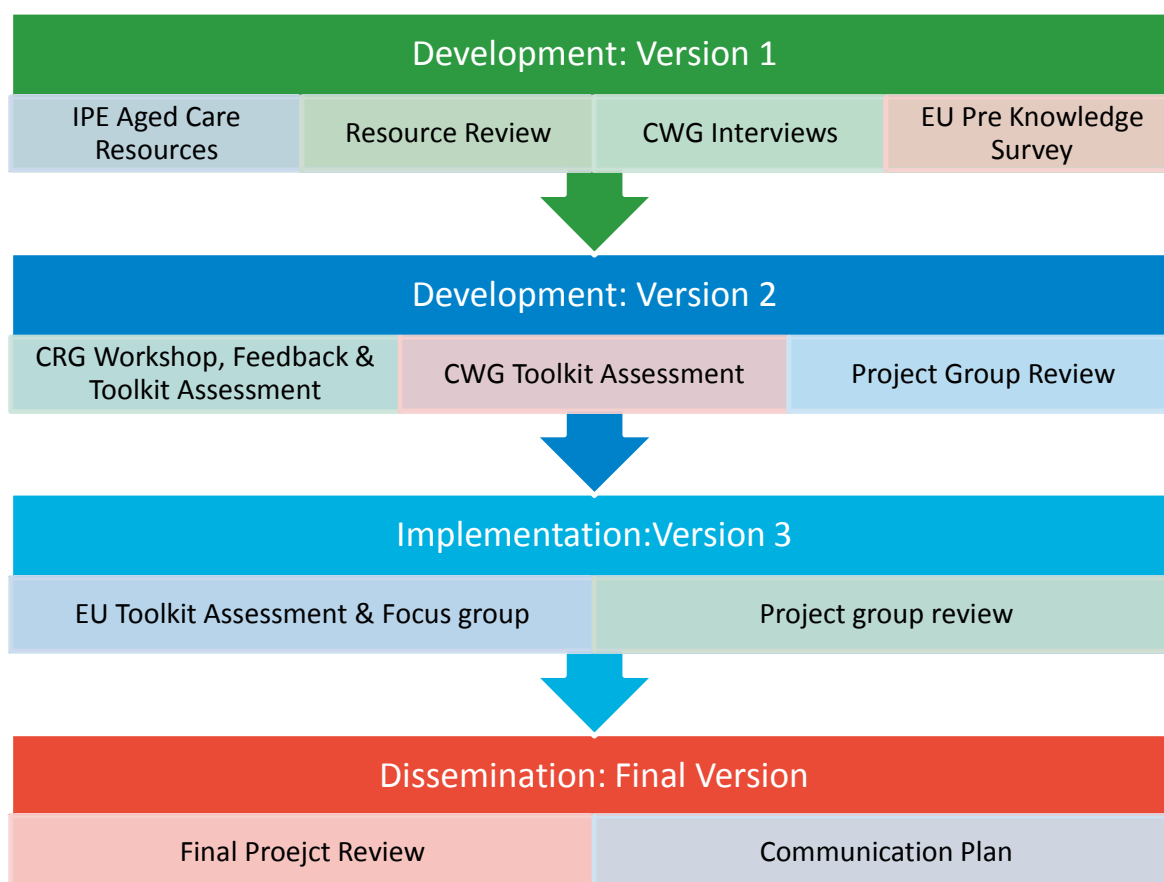 Development: Version 1
IPE Aged Care
Resources
Resource Review
CWG Interviews
EU Pre Knowledge
Survey
Development: Version 2
CRG Workshop, Feedback &
Toolkit Assessment
CWG Toolkit Assessment
Project Group Review
Implementation:Version 3
EU Toolkit Assessment & Focus group
Project group review
Dissemination: Final Version
Final Proejct Review
Communication Plan